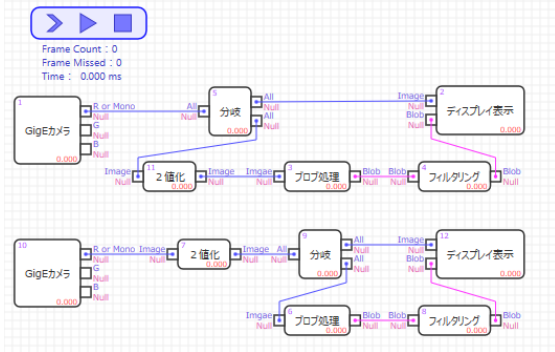 Frame Count : 0
Frame Missed : 0
Time : 0.000 ms
1
GigEカメラ
0.000
R or Mono
Null
G
Null
B
Null
All
Null
5
分岐
0.000
All
Null
All
Null
Image
Null
Blob
Null
2
ディスプレイ表示
0.000
Image
Null
11
2値化
0.000
Image
Null
Imgae
Null
3
ブロブ処理
0.000
Blob
Null
Blob
Null
4
フィルタリング
0.000
Blob
Null
10
GigEカメラ
0.000
R or Mono
Null
G
Null
B
Null
Image
Null
7
2値化
0.000
Image
Null
All
Null
9
分岐
0.000
All
Null
All
Null
Image
Null
Blob
Null
12
ディスプレイ表示
0.000
Imgae
Null
6
ブロブ処理
0.000
Blob
Null
Blob
Null
8
フィルタリング
0.000
Blob
Null